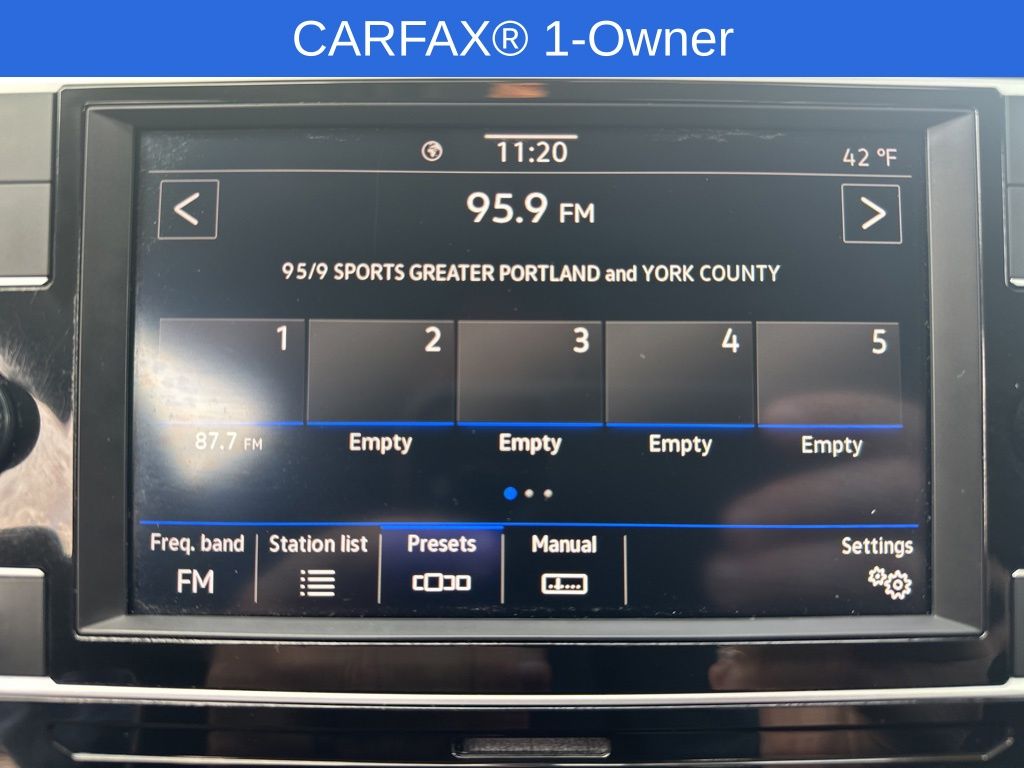 CARFAX® 1-Owner
11:20
42 °F
<
95.9 FM
>
95/9 SPORTS GREATER PORTLAND and YORK COUNTY
1 2 3 4 5
87.7 FM Empty Empty Empty Empty
Freq. band Station list Presets Manual Settings
FM